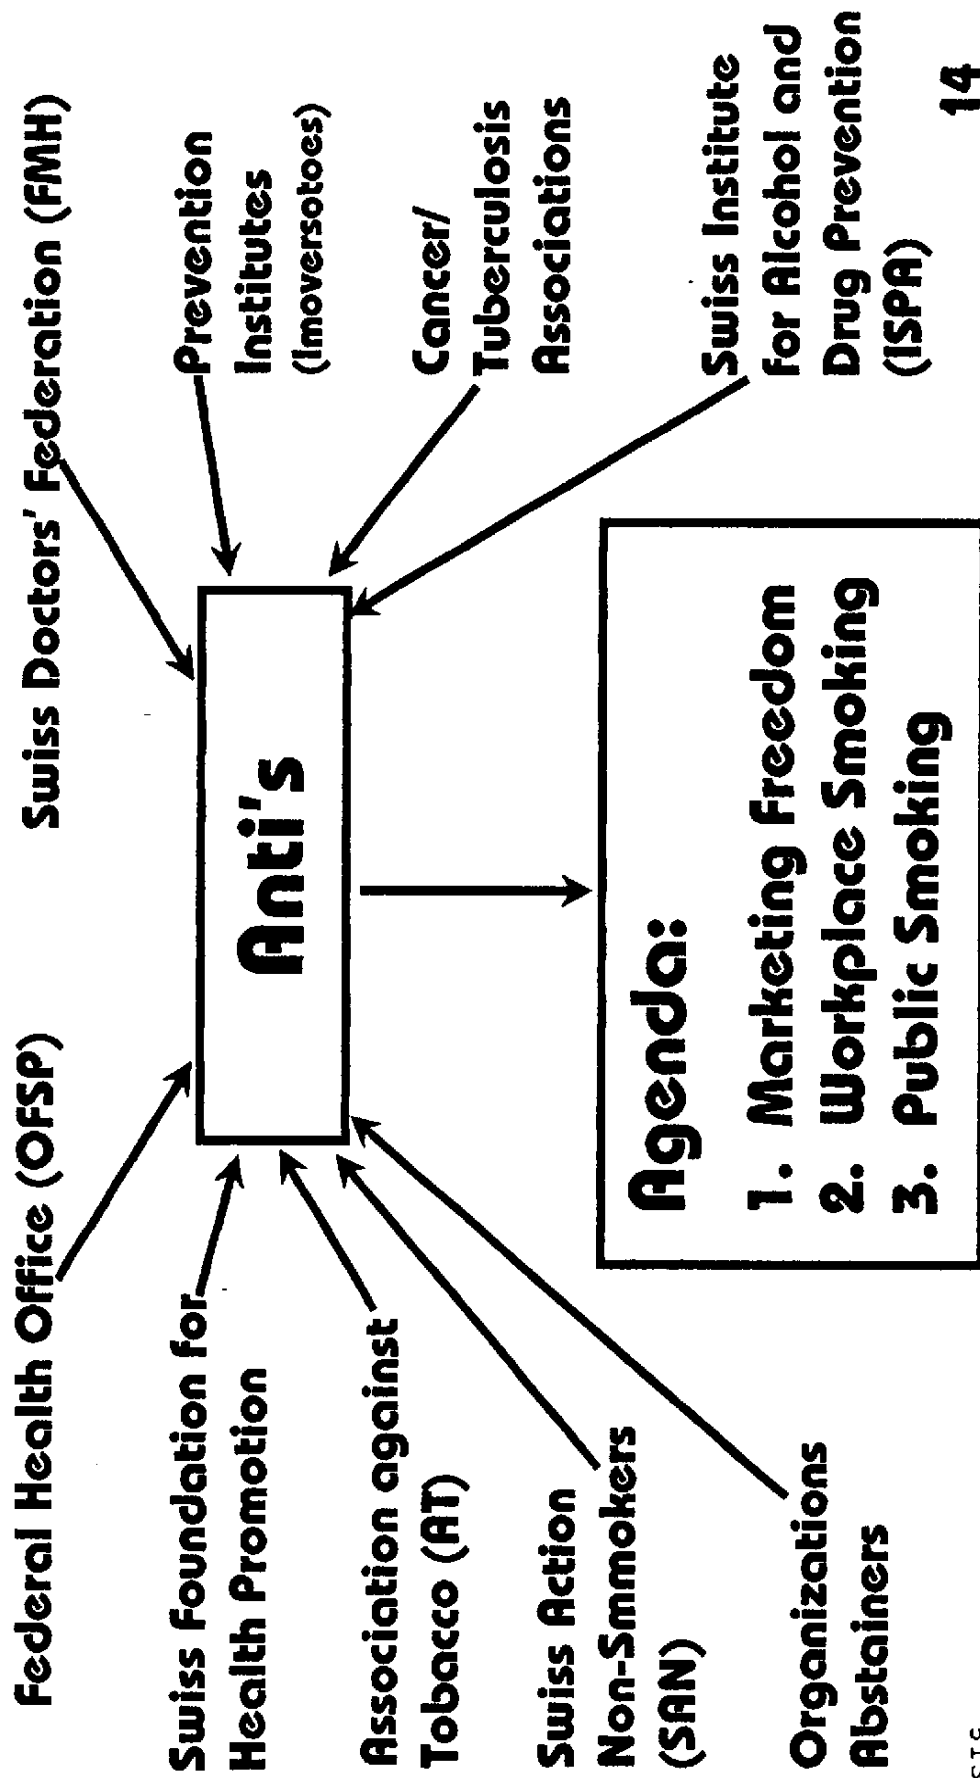 Federal Health Office (OFSP)
Swiss Doctors' Federation (FMH)
Swiss Foundation for
Health Promotion
Association against
Tobacco (AT)
Swiss Action
Non-Smmokers
(SAN)
Organizations
Abstainers
Anti's
Prevention
Institutes
(Imoversotoes)
Cancer/
Tuberculosis
Associations
Swiss Institute
for Alcohol and
Drug Prevention
(ISPA)
Agenda:
1. Marketing Freedom
2. Workplace Smoking
3. Public Smoking
14